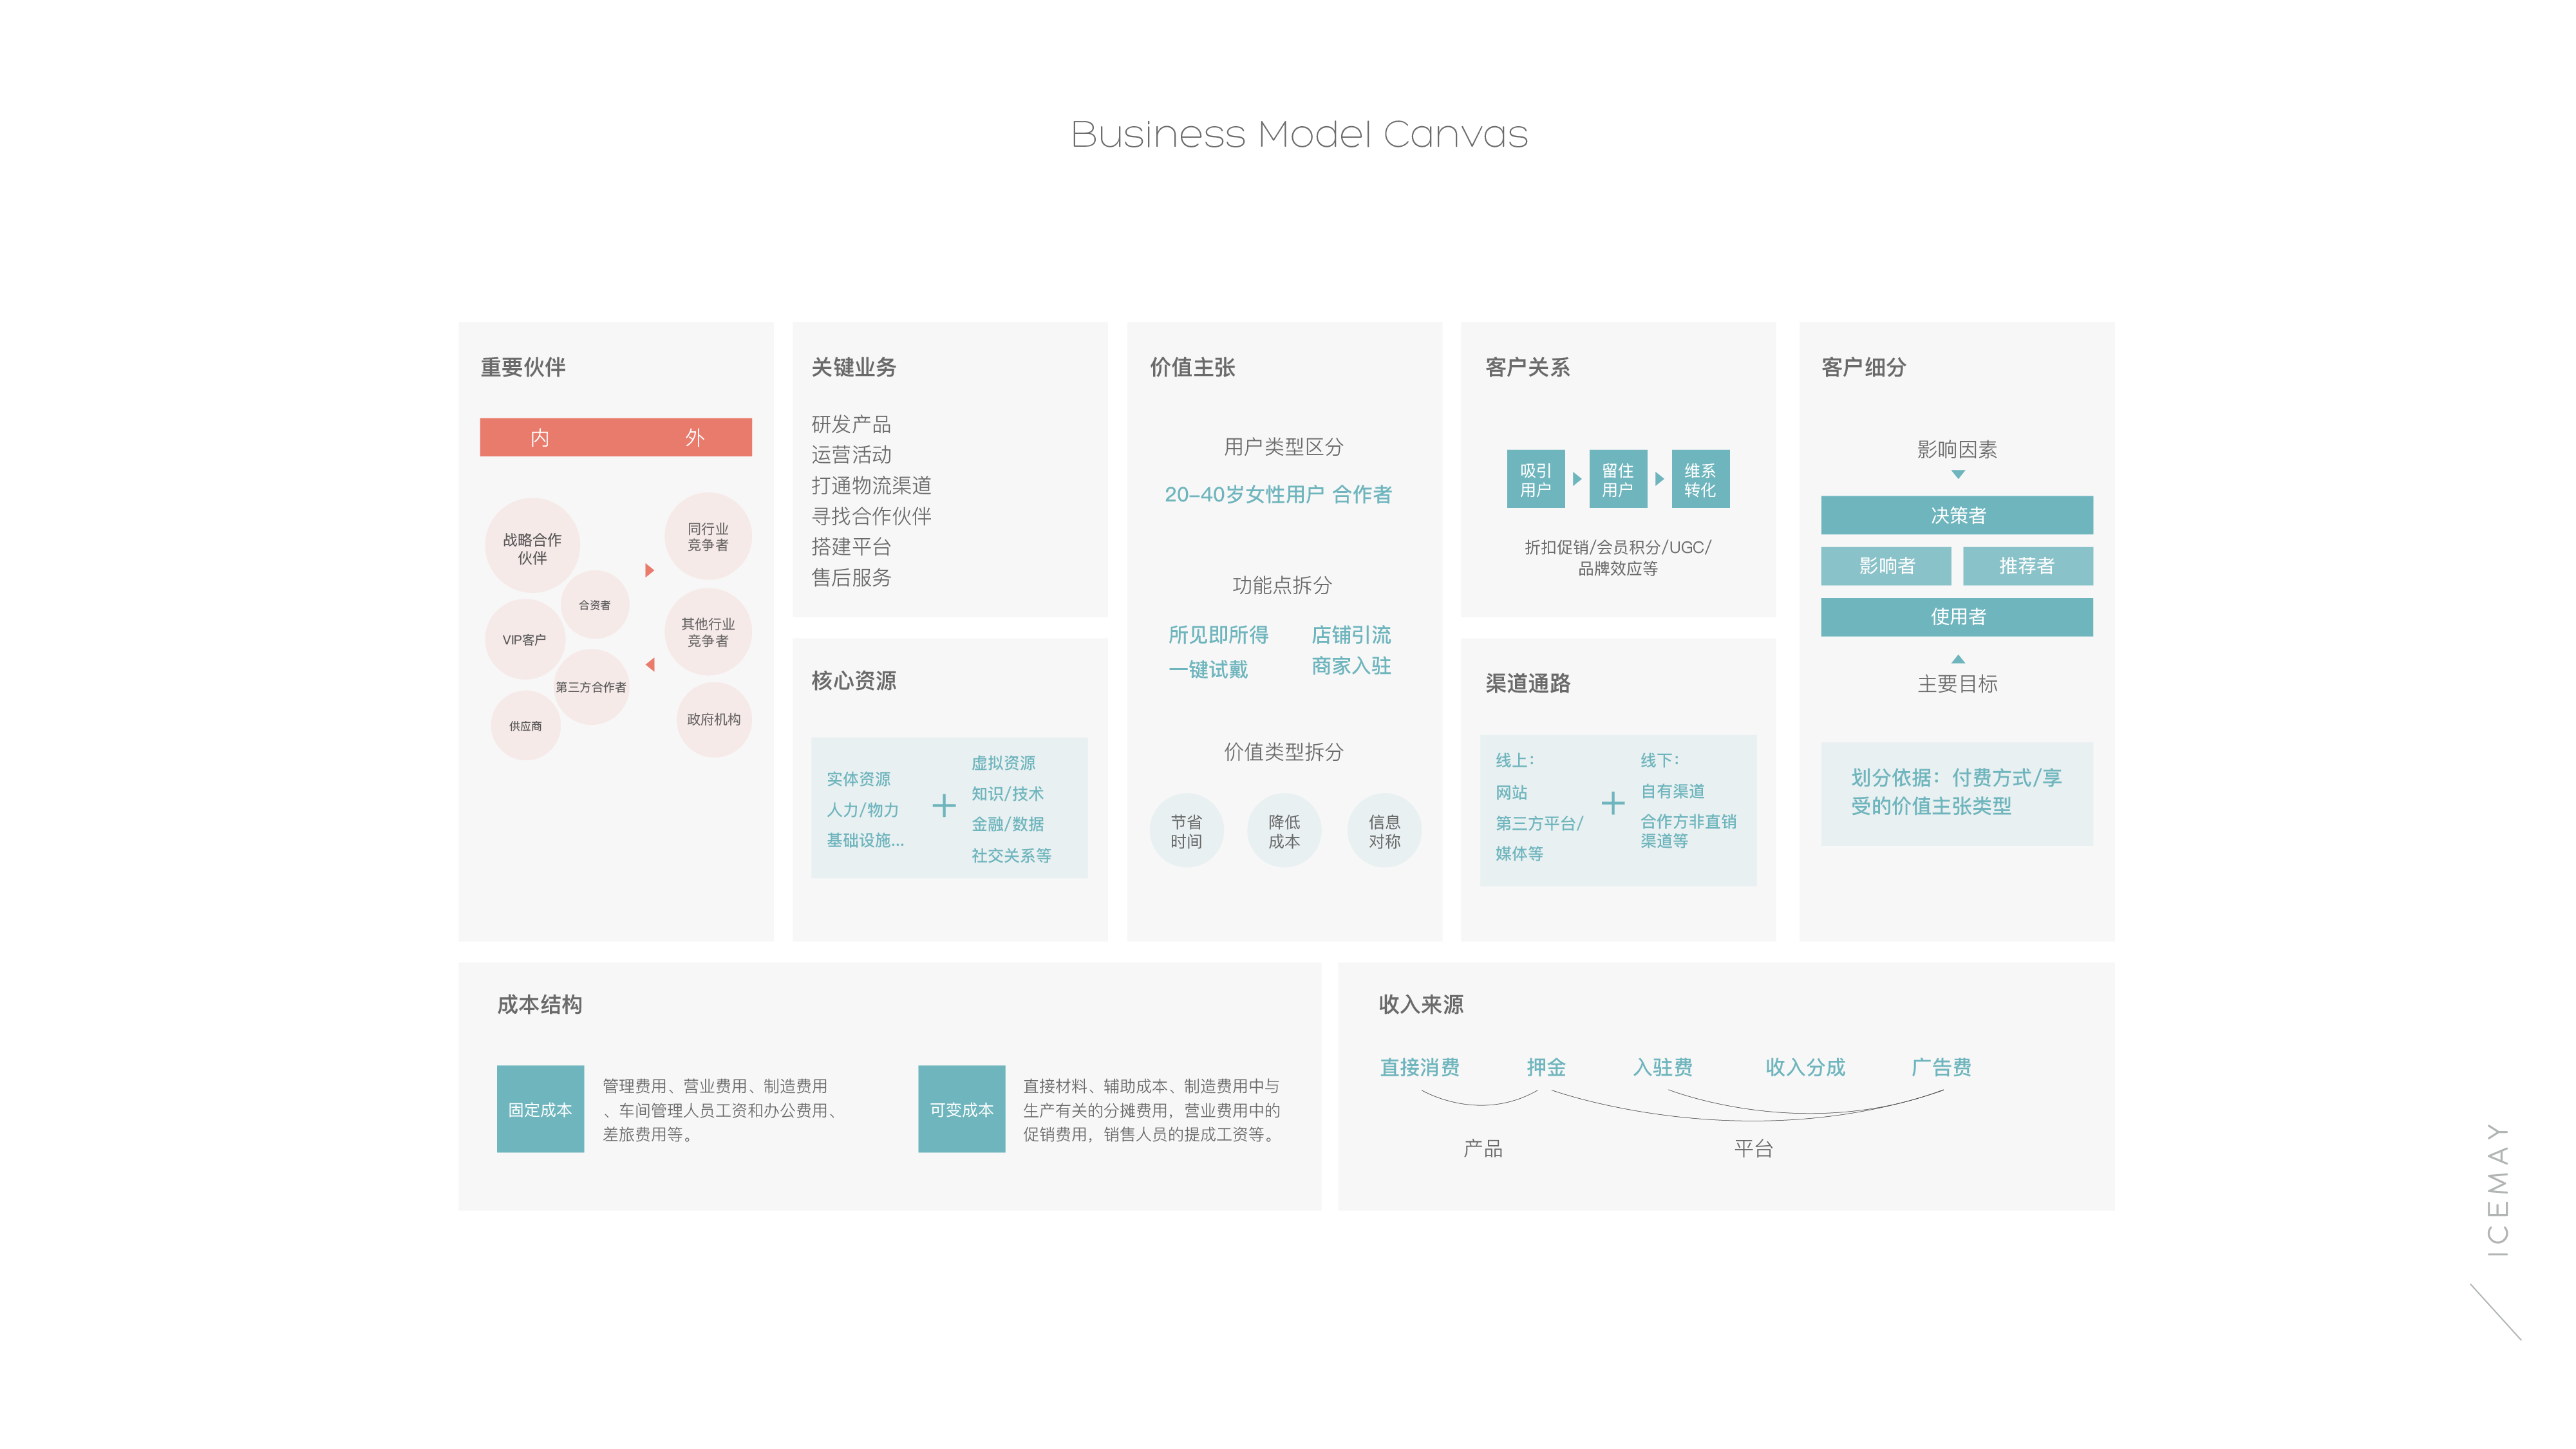 Business Model Canvas
重要伙伴
内
外
战略合作
伙伴
合资者
VIP客户
第三方合作者
供应商
同行业
竞争者
其他行业
竞争者
政府机构
关键业务
研发产品
运营活动
打通物流渠道
寻找合作伙伴
搭建平台
售后服务
核心资源
实体资源
人力/物力
基础设施...
+
虚拟资源
知识/技术
金融/数据
社交关系等
价值主张
用户类型区分
20-40岁女性用户 合作者
功能点拆分
所见即所得
一键试戴
店铺引流
商家入驻
价值类型拆分
节省
时间
降低
成本
信息
对称
客户关系
吸引
用户
留住
用户
维系
转化
折扣促销/会员积分/UGC/
品牌效应等
渠道通路
线上：
网站
第三方平台/
媒体等
+
线下：
自有渠道
合作方非直销
渠道等
客户细分
影响因素
决策者
影响者
推荐者
使用者
主要目标
划分依据：付费方式/享
受的价值主张类型
成本结构
固定成本
管理费用、营业费用、制造费用
、车间管理人员工资和办公费用、
差旅费用等。
可变成本
直接材料、辅助成本、制造费用中与
生产有关的分摊费用，营业费用中的
促销费用，销售人员的提成工资等。
收入来源
直接消费
押金
入驻费
收入分成
广告费
产品
平台
ICEMAY